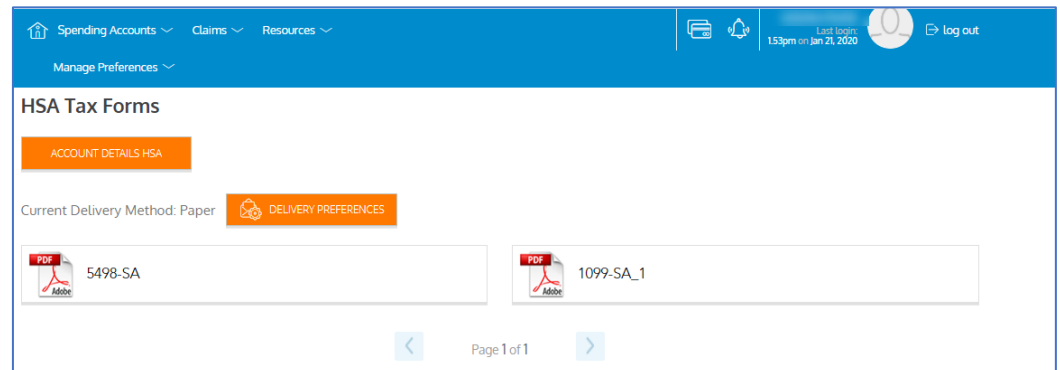 Spending Accounts Claims Resources
Last login:
1.53pm on Jan 21, 2020
log out
Manage Preferences
HSA Tax Forms
ACCOUNT DETAILS HSA
Current Delivery Method: Paper DELIVERY PREFERENCES
PDF Adobe 5498-SA
PDF Adobe 1099-SA_1
Page 1 of 1